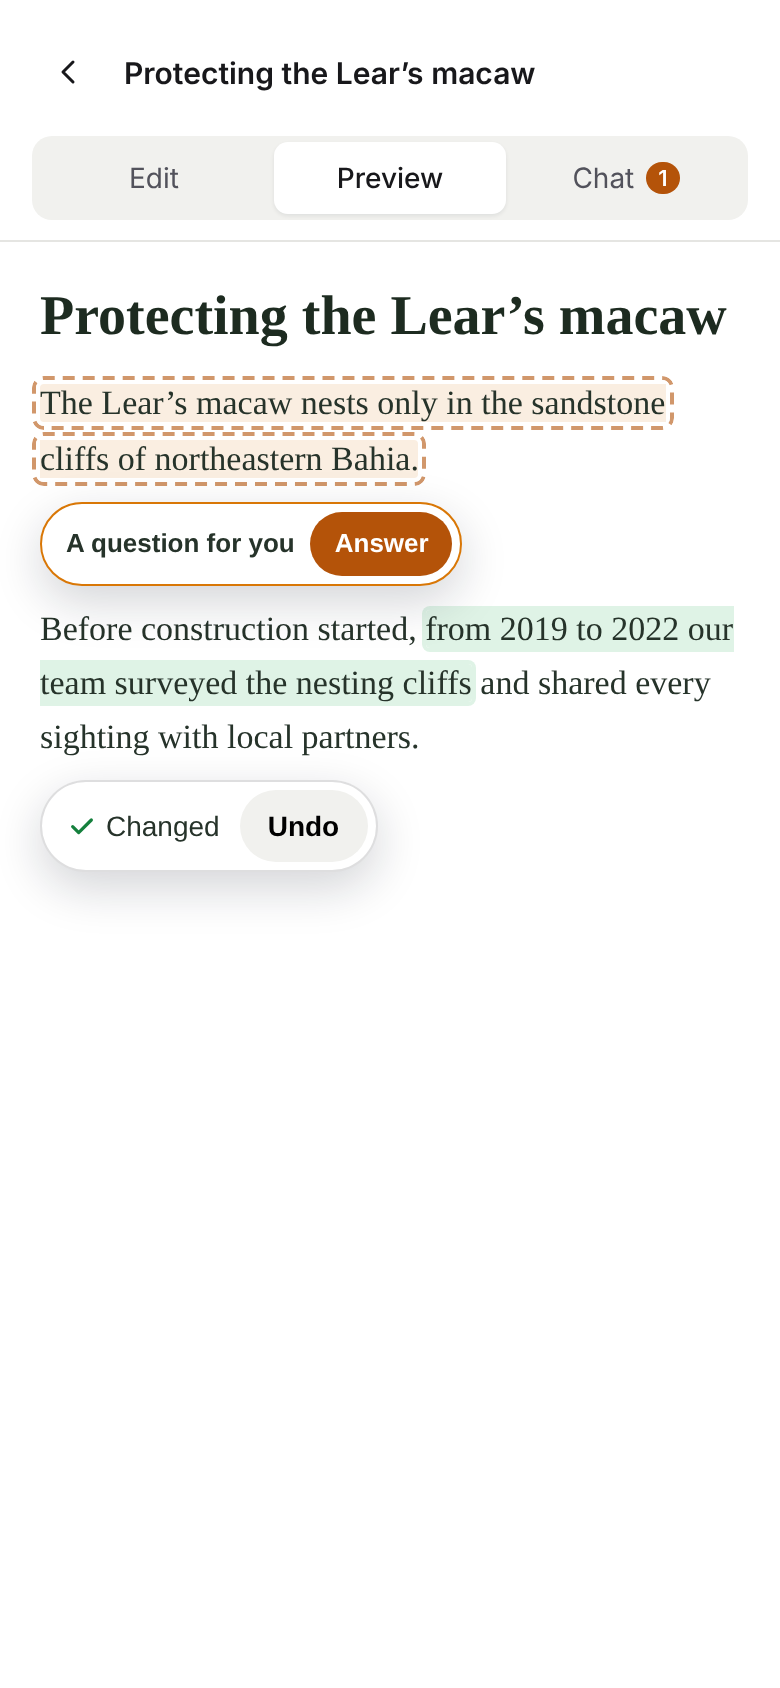 Protecting the Lear’s macaw
Edit
Preview
Chat 1
Protecting the Lear’s macaw
The Lear’s macaw nests only in the sandstone
cliffs of northeastern Bahia.
A question for you
Answer
Before construction started, from 2019 to 2022 our
team surveyed the nesting cliffs and shared every
sighting with local partners.
Changed
Undo